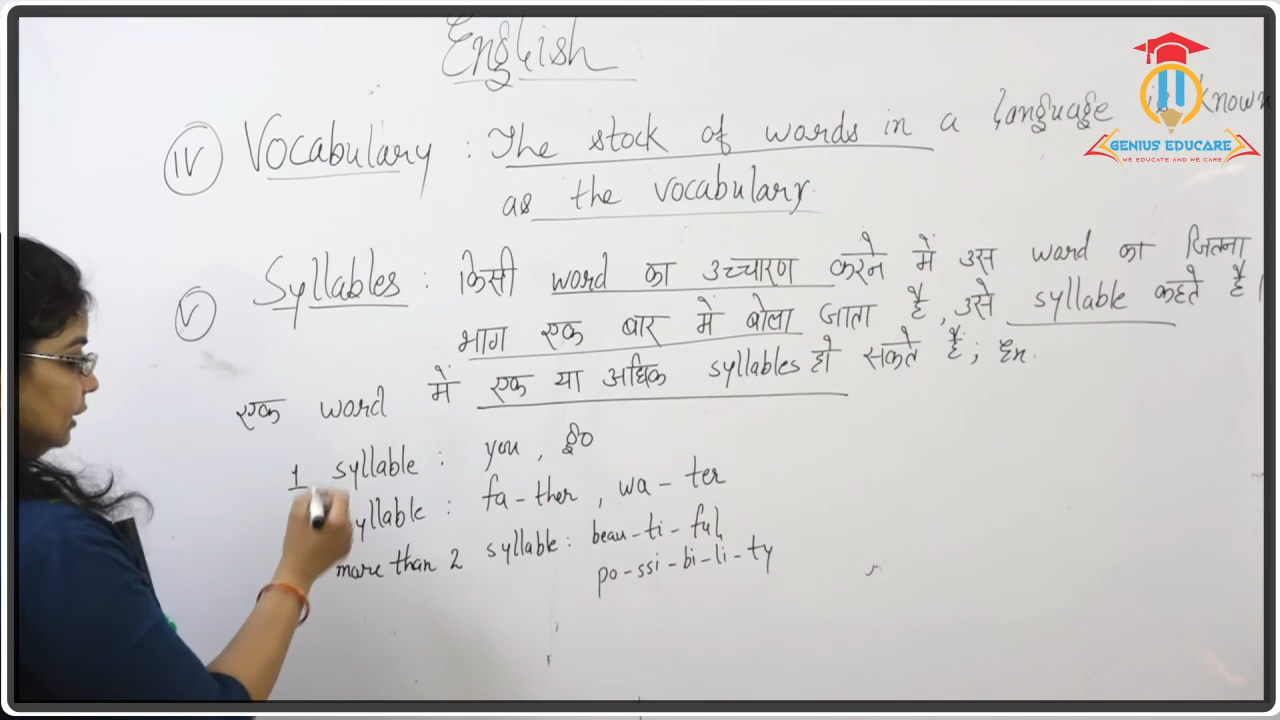 English
IV Vocabulary : The stock of words in a language is known
as the vocabulary.
V Syllables : किसी word का उच्चारण करने में उस word का जितना
भाग एक बार में बोला जाता है, उसे syllable कहते हैं।
एक word में एक या अधिक syllables हो सकते हैं; Ex.
1 syllable : you,
syllable : fa-ther, wa-ter
more than 2 syllable : beau-ti-ful,
po-ssi-bi-li-ty
GENIUS EDUCARE
WE EDUCATE AND WE CARE